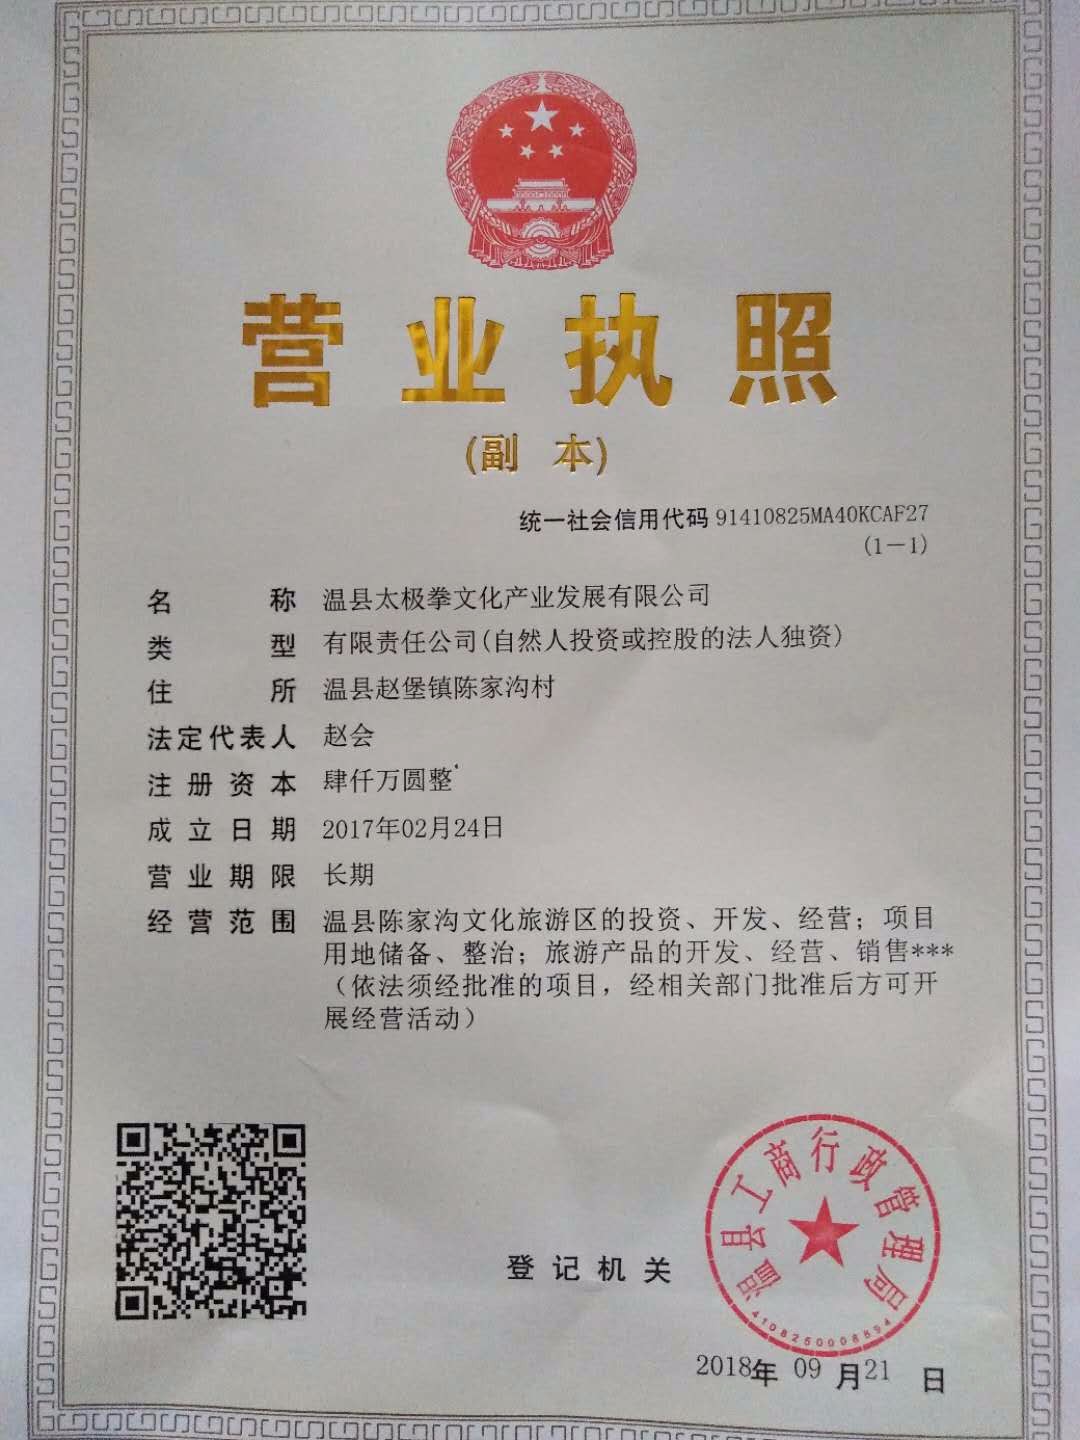 营业执照
(副 本)
统一社会信用代码 91410825MA40KCAF27
(1-1)
名 称 温县太极拳文化产业发展有限公司
类 型 有限责任公司(自然人投资或控股的法人独资)
住 所 温县赵堡镇陈家沟村
法定代表人 赵会
注册资本 肆仟万圆整
成立日期 2017年02月24日
营业期限 长期
经营范围 温县陈家沟文化旅游区的投资、开发、经营；项目
用地储备、整治；旅游产品的开发、经营、销售***
（依法须经批准的项目，经相关部门批准后方可开
展经营活动）
温县工商行政管理局
登记机关
2018年 09 月21 日